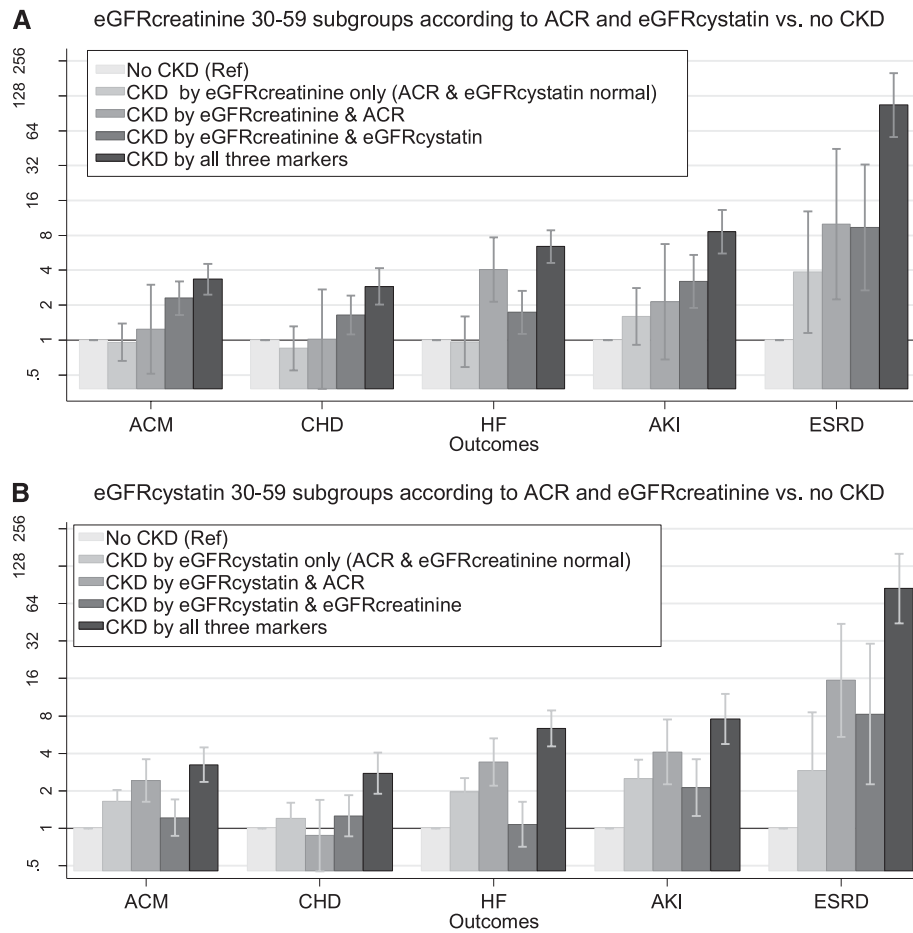 A
eGFRcreatinine 30-59 subgroups according to ACR and eGFRcystatin vs. no CKD
256
128
64
32
16
8
4
2
1
.5
No CKD (Ref)
CKD by eGFRcreatinine only (ACR & eGFRcystatin normal)
CKD by eGFRcreatinine & ACR
CKD by eGFRcreatinine & eGFRcystatin
CKD by all three markers
ACM CHD HF AKI ESRD
Outcomes
B
eGFRcystatin 30-59 subgroups according to ACR and eGFRcreatinine vs. no CKD
256
128
64
32
16
8
4
2
1
.5
No CKD (Ref)
CKD by eGFRcystatin only (ACR & eGFRcreatinine normal)
CKD by eGFRcystatin & ACR
CKD by eGFRcystatin & eGFRcreatinine
CKD by all three markers
ACM CHD HF AKI ESRD
Outcomes